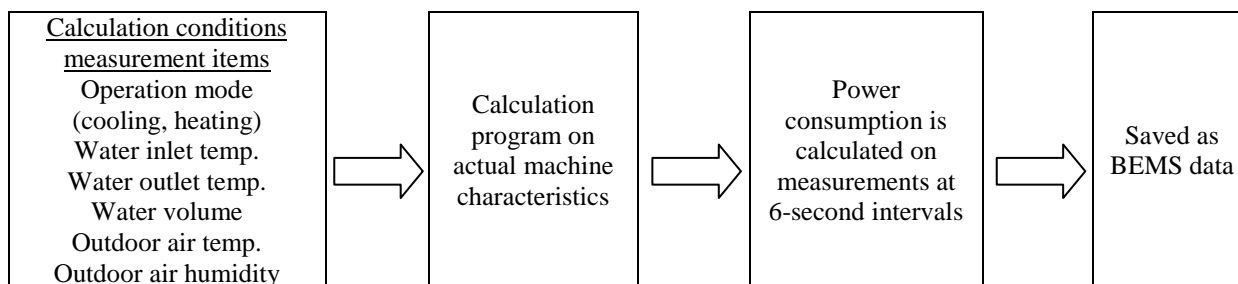 Calculation conditions
measurement items
Operation mode
(cooling, heating)
Water inlet temp.
Water outlet temp.
Water volume
Outdoor air temp.
Outdoor air humidity
Calculation
program on
actual machine
characteristics
Power
consumption is
calculated on
measurements at
6-second intervals
Saved as
BEMS data